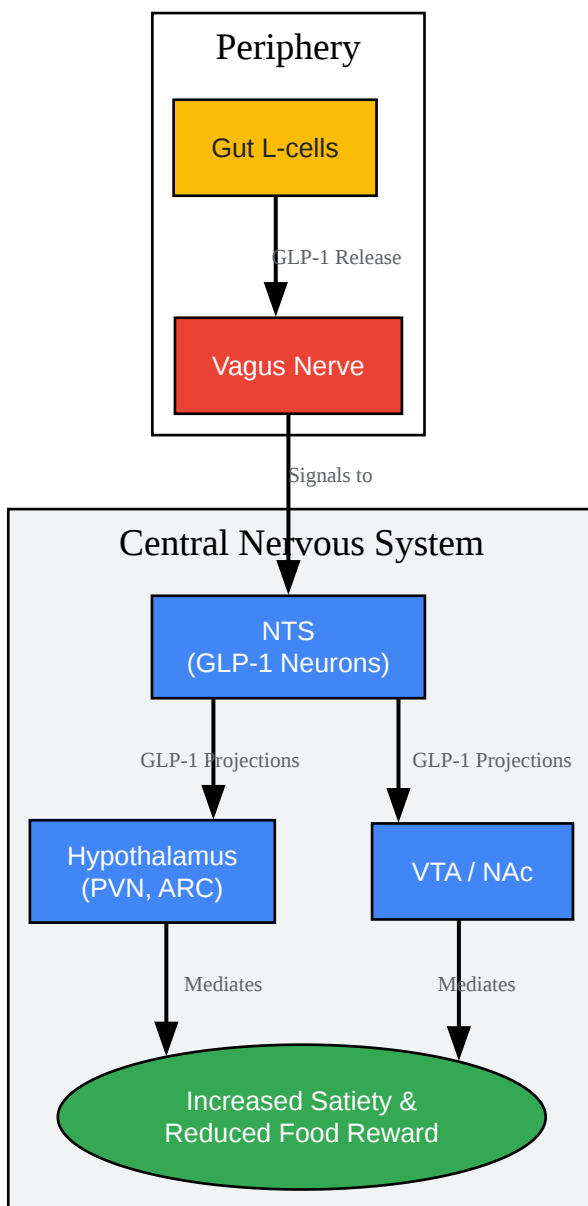 Periphery
Gut L-cells
GLP-1 Release
Vagus Nerve
Signals to
Central Nervous System
NTS
(GLP-1 Neurons)
GLP-1 Projections
GLP-1 Projections
Hypothalamus
(PVN, ARC)
VTA / NAc
Mediates
Mediates
Increased Satiety &
Reduced Food Reward